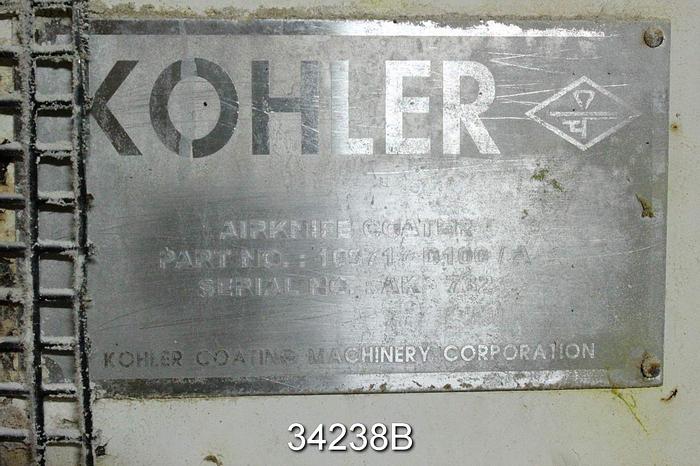 KOHLER
AIRKNIFE COATER
PART NO. :
SERIAL NO.
KOHLER COATING MACHINERY CORPORATION
34238B